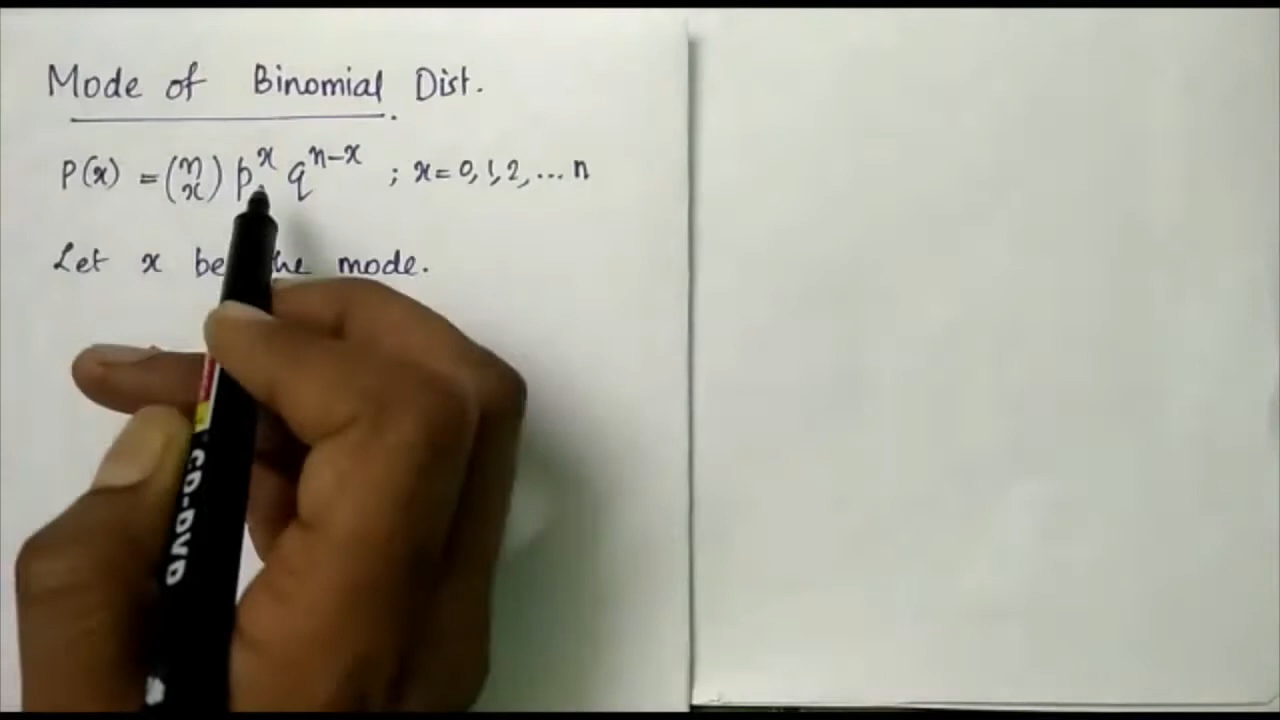 Mode of Binomial Dist.
P(x) = (n x) p^x q^{n-x} ; x = 0, 1, 2, ... n
Let x be the mode.
CD-DVD